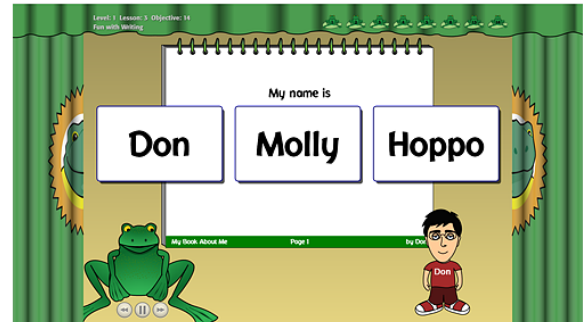 Level: 1 Lesson: 3 Objective: 14
Fun with Writing
My name is
Don Molly Hoppo
My Book About Me Page 1 by Don
Don